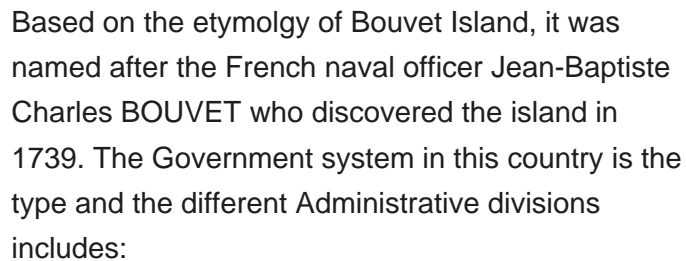 Based on the etymolgy of Bouvet Island, it was
named after the French naval officer Jean-Baptiste
Charles BOUVET who discovered the island in
1739. The Government system in this country is the
type and the different Administrative divisions
includes: